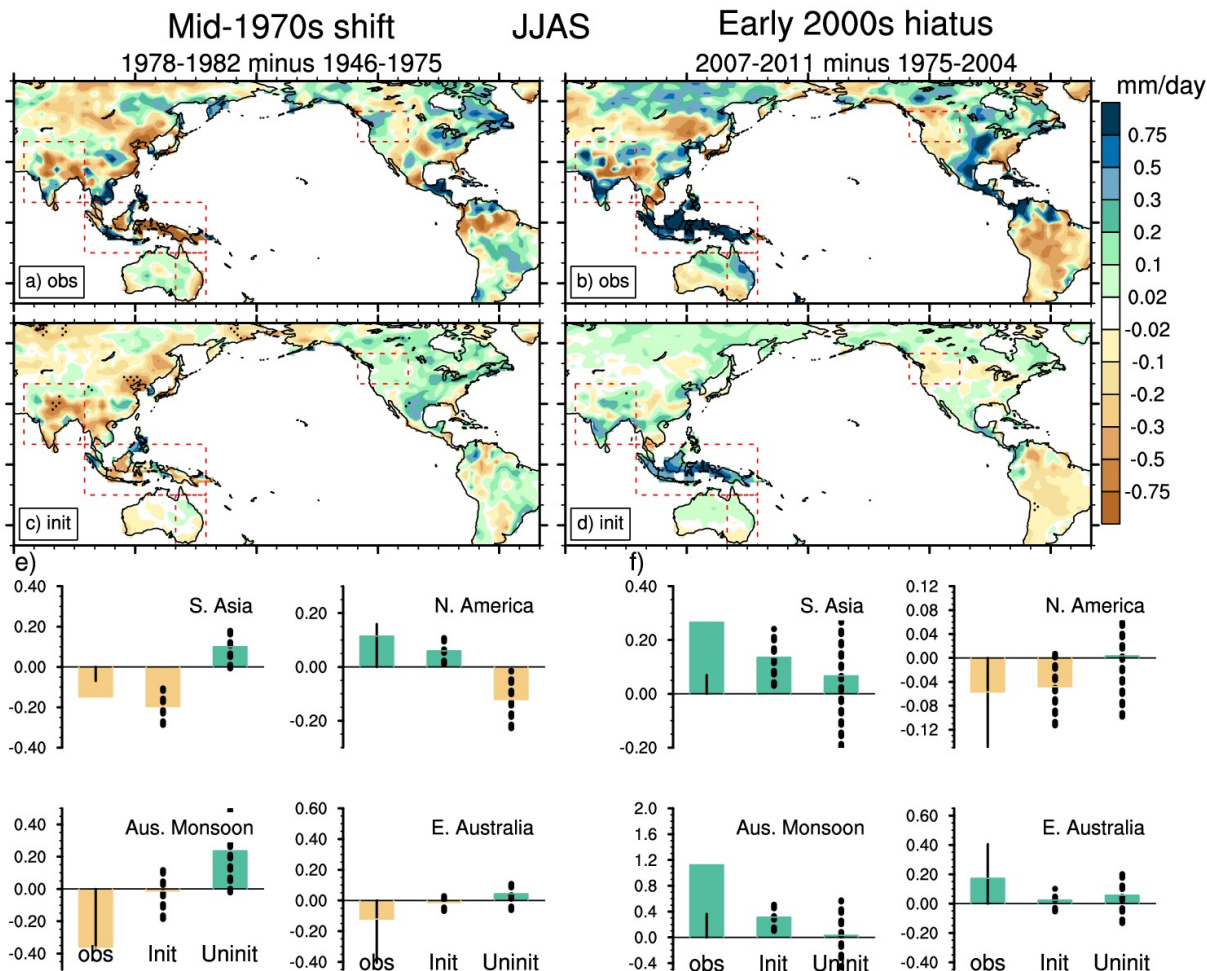 Mid-1970s shift JJAS Early 2000s hiatus
1978-1982 minus 1946-1975 2007-2011 minus 1975-2004
mm/day
0.75
0.5
0.3
0.2
0.1
0.02
-0.02
-0.1
-0.2
-0.3
-0.5
-0.75
a) obs
b) obs
c) init
d) init
e)
S. Asia
0.40
0.20
0.00
-0.20
-0.40
N. America
0.20
0.00
-0.20
Aus. Monsoon
0.40
0.20
0.00
-0.20
-0.40
obs Init Uninit
E. Australia
0.60
0.40
0.20
0.00
-0.20
-0.40
obs Init Uninit
f)
S. Asia
0.40
0.20
0.00
-0.20
N. America
0.12
0.08
0.04
0.00
-0.04
-0.08
-0.12
Aus. Monsoon
2.0
1.6
1.2
0.8
0.4
0.0
-0.4
obs Init Uninit
E. Australia
0.60
0.40
0.20
0.00
-0.20
-0.40
obs Init Uninit